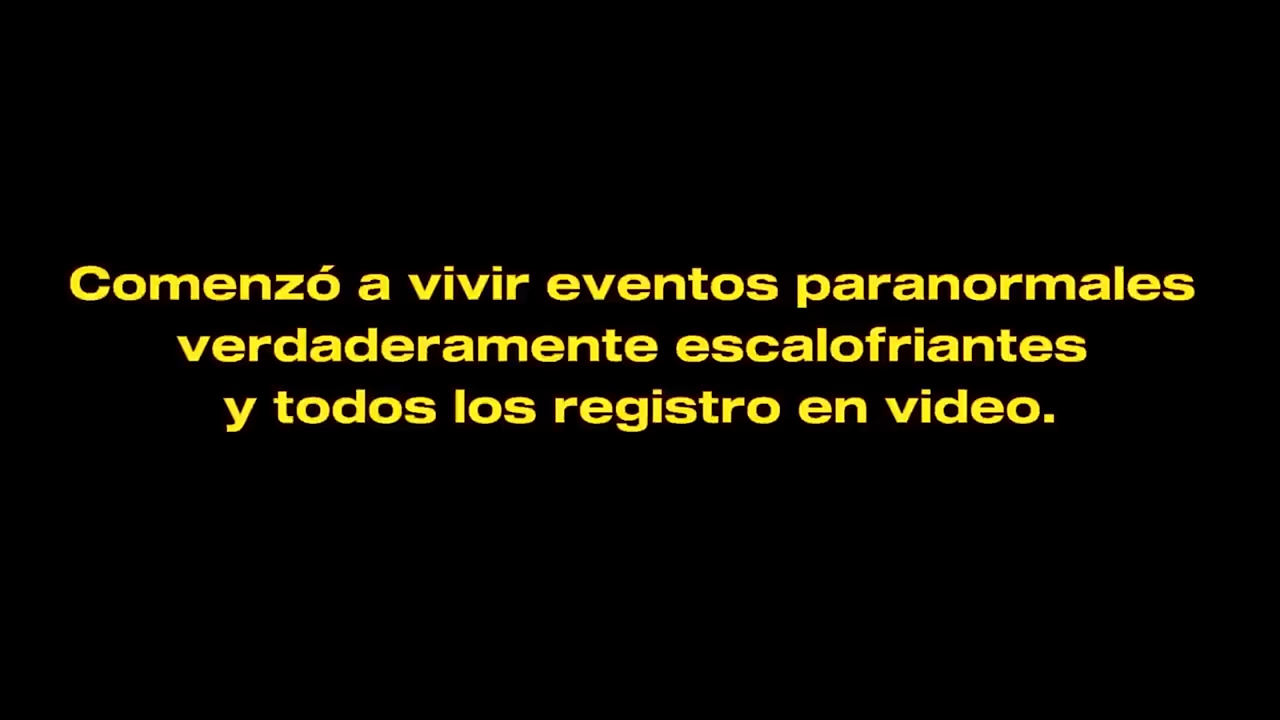 Comenzó a vivir eventos paranormales
verdaderamente escalofriantes
y todos los registro en video.